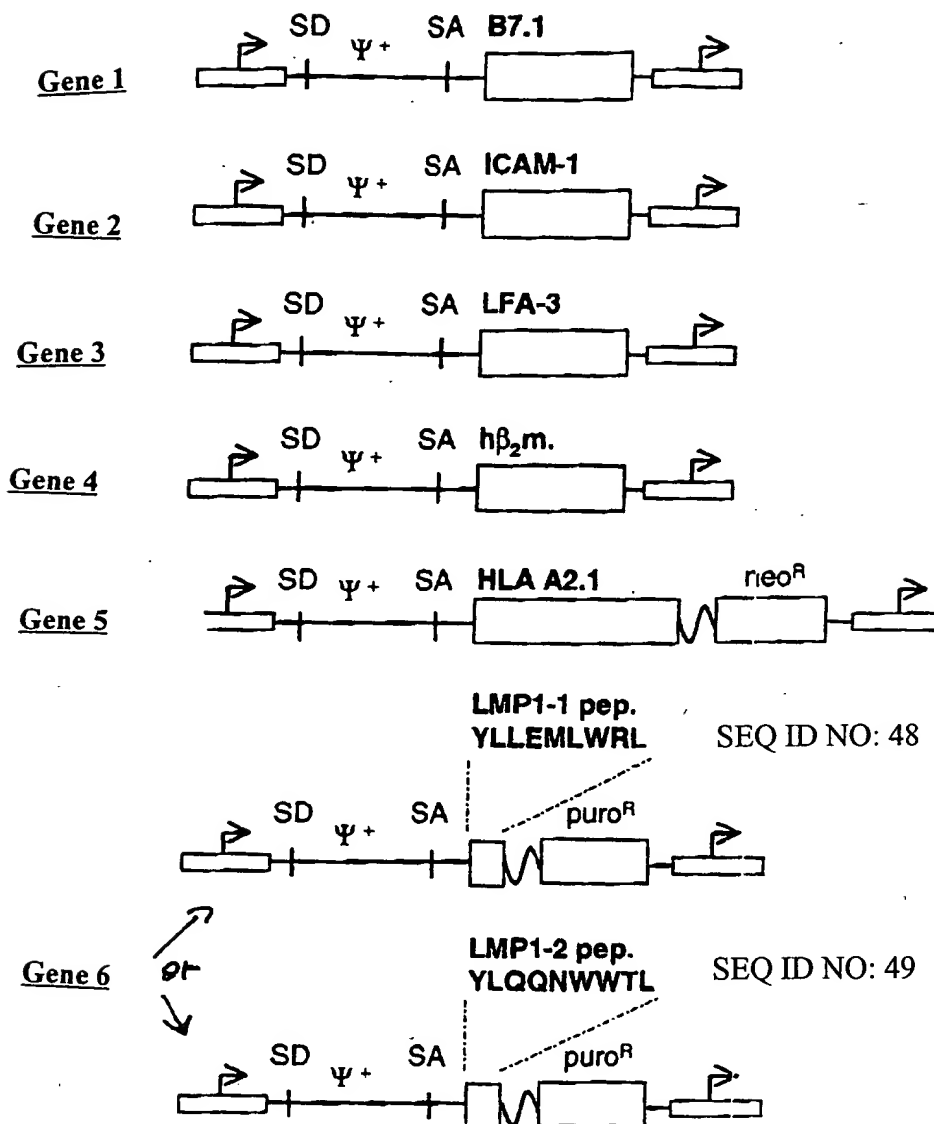 SD Ψ+ SA B7.1
Gene 1
SD Ψ+ SA ICAM-1
Gene 2
SD Ψ+ SA LFA-3
Gene 3
SD Ψ+ SA hβ₂m.
Gene 4
SD Ψ+ SA HLA A2.1 neoᴿ
Gene 5
LMP1-1 pep.
YLLEMLWRL SEQ ID NO: 48
SD Ψ+ SA puroᴿ
Gene 6 or
LMP1-2 pep.
YLQQNWWTL SEQ ID NO: 49
SD Ψ+ SA puroᴿ